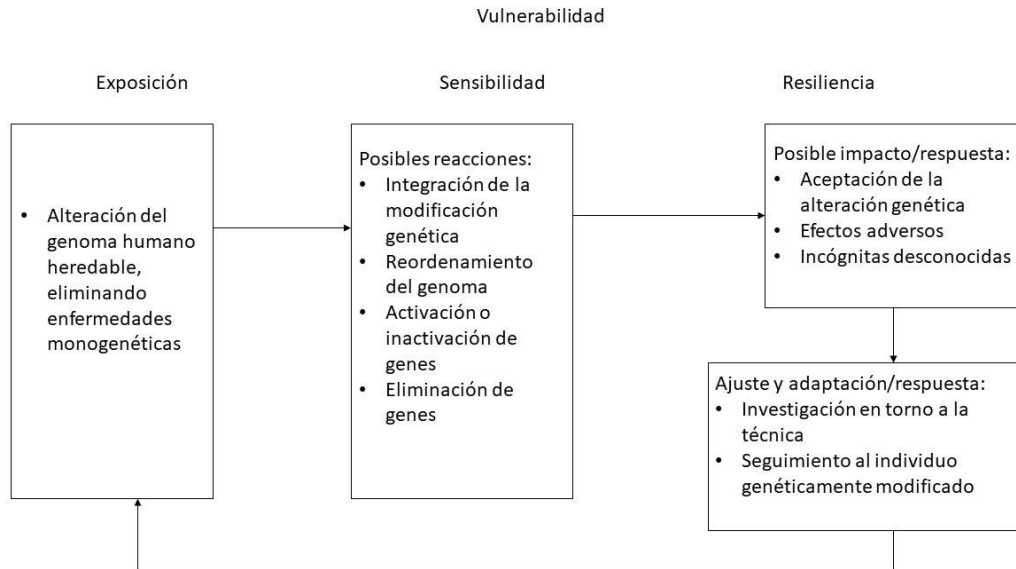 Vulnerabilidad
Exposición
Sensibilidad
Resiliencia
• Alteración del
genoma humano
heredable,
eliminando
enfermedades
monogenéticas
Posibles reacciones:
• Integración de la
modificación
genética
• Reordenamiento
del genoma
• Activación o
inactivación de
genes
• Eliminación de
genes
Posible impacto/respuesta:
• Aceptación de la
alteración genética
• Efectos adversos
• Incógnitas desconocidas
Ajuste y adaptación/respuesta:
• Investigación en torno a la
técnica
• Seguimiento al individuo
genéticamente modificado